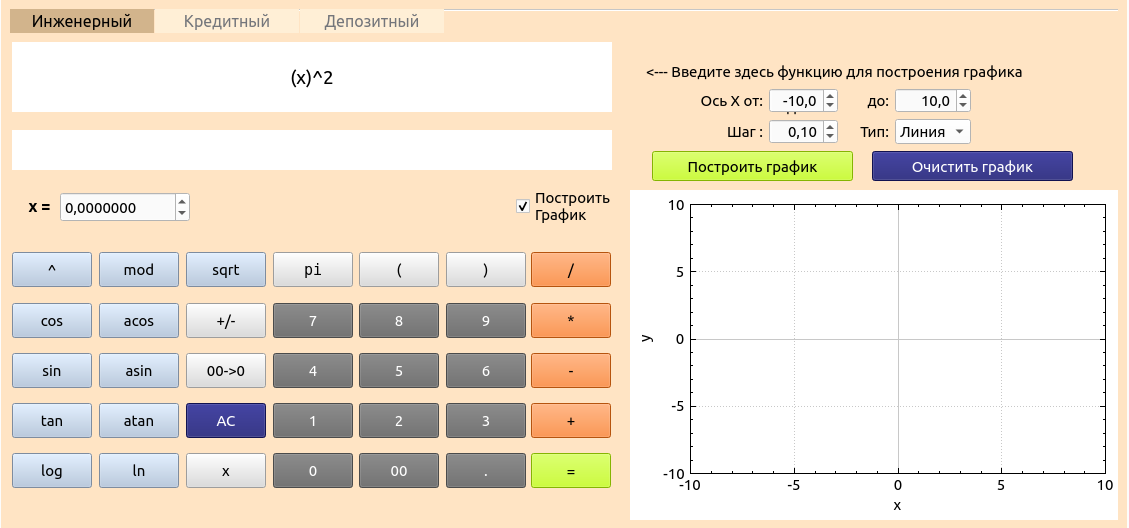 Инженерный Кредитный Депозитный
(x)^2
<--- Введите здесь функцию для построения графика
Ось X от: -10,0 до: 10,0
Шаг : 0,10 Тип: Линия
Построить график Очистить график
x = 0,0000000
Построить
График
^ mod sqrt pi ( ) /
cos acos +/- 7 8 9 *
sin asin 00->0 4 5 6 -
tan atan AC 1 2 3 +
log ln x 0 00 . =
10
5
0
-5
-10
y
-10 -5 0 5 10
x